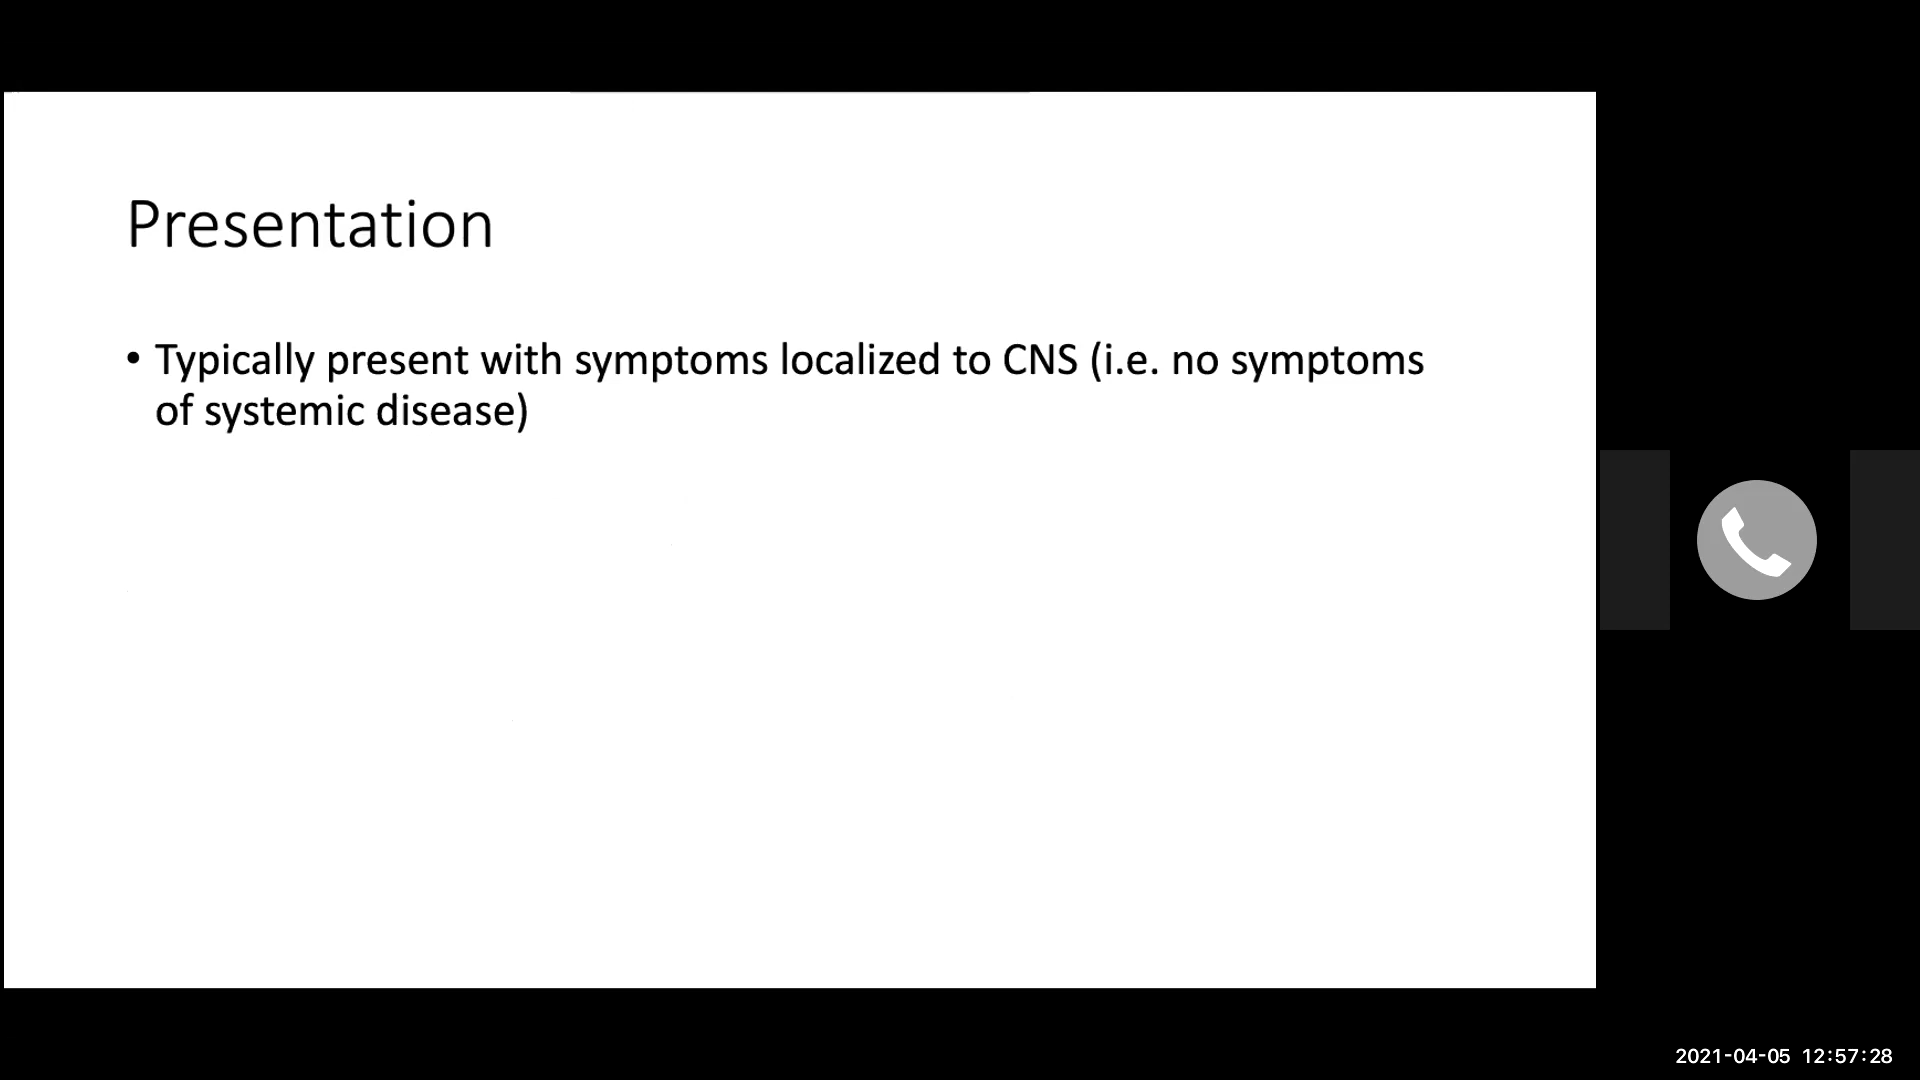 Presentation
• Typically present with symptoms localized to CNS (i.e. no symptoms
of systemic disease)
2021-04-05 12:57:28